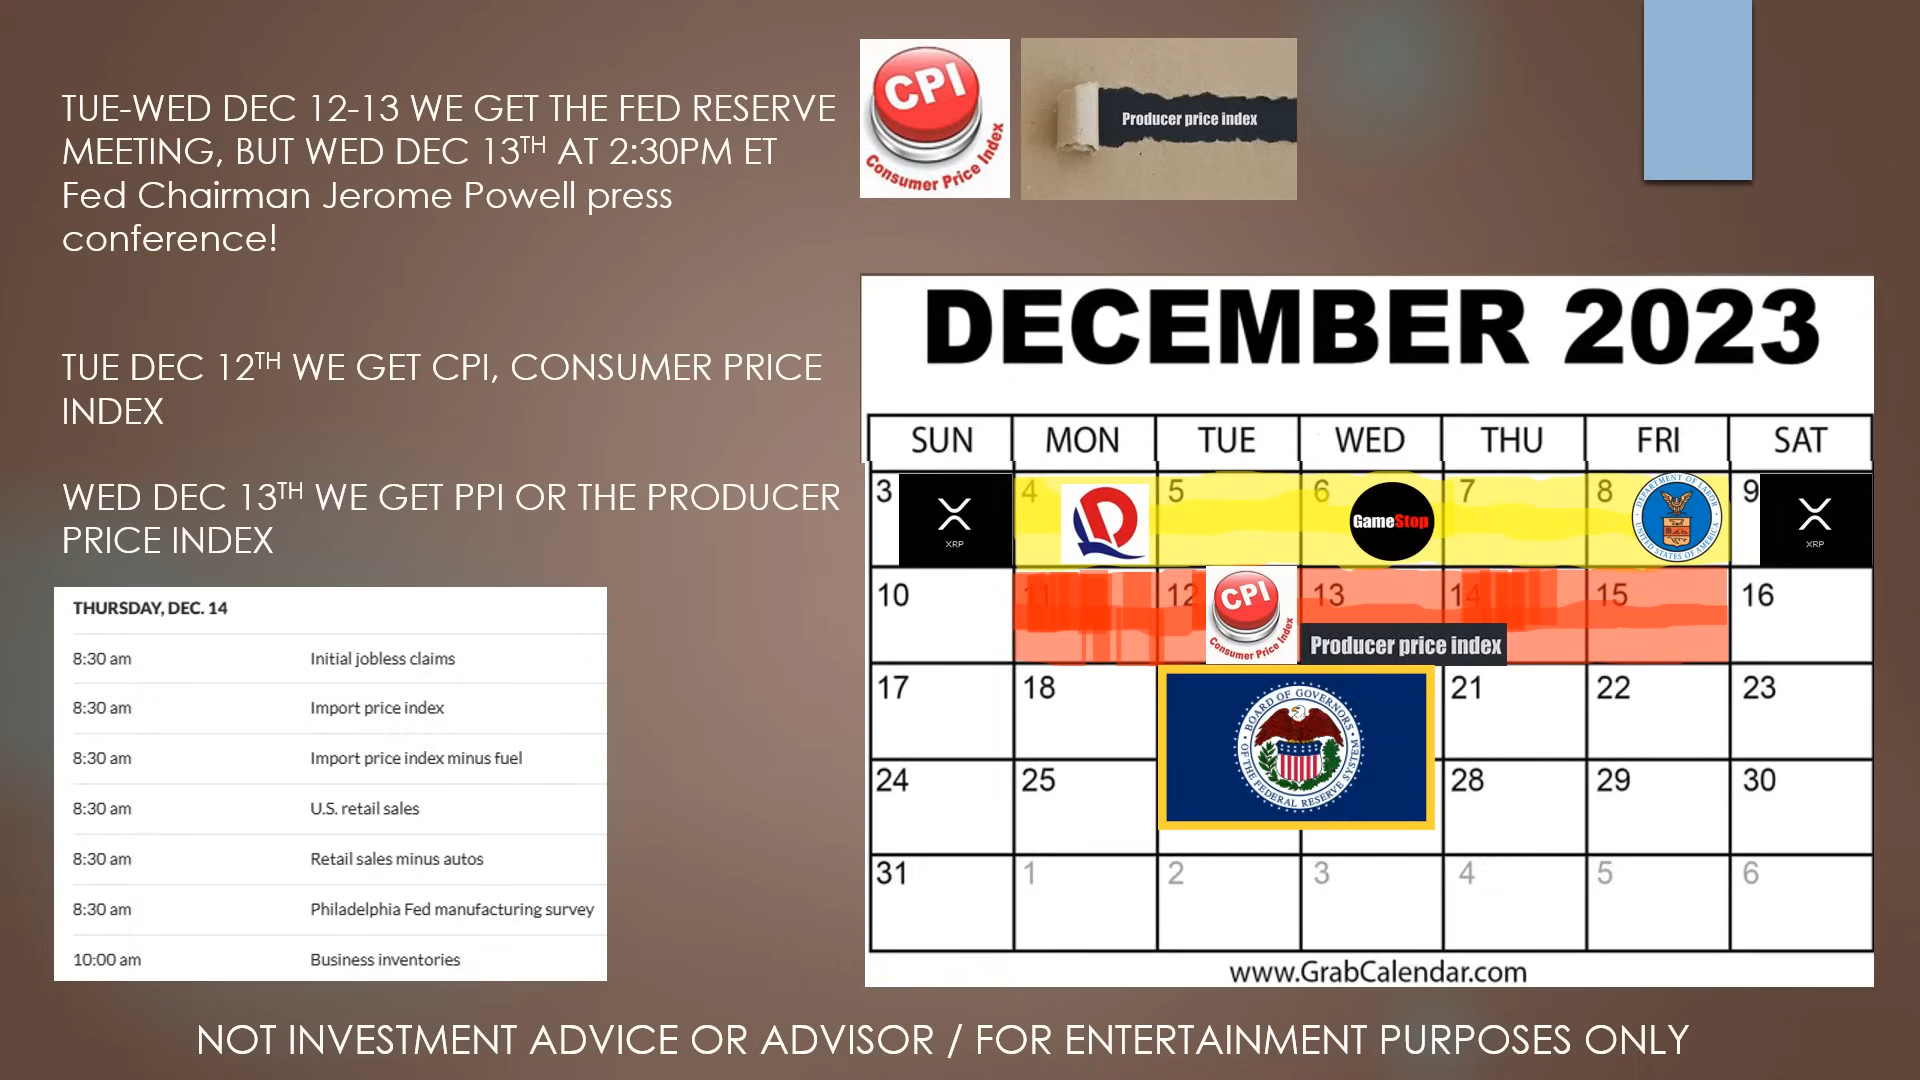 TUE-WED DEC 12-13 WE GET THE FED RESERVE
MEETING, BUT WED DEC 13TH AT 2:30PM ET
Fed Chairman Jerome Powell press
conference!
TUE DEC 12TH WE GET CPI, CONSUMER PRICE
INDEX
WED DEC 13TH WE GET PPI OR THE PRODUCER
PRICE INDEX
THURSDAY, DEC. 14
8:30 am Initial jobless claims
8:30 am Import price index
8:30 am Import price index minus fuel
8:30 am U.S. retail sales
8:30 am Retail sales minus autos
8:30 am Philadelphia Fed manufacturing survey
10:00 am Business inventories
CPI
Consumer Price Index
Producer price index
DECEMBER 2023
SUN MON TUE WED THU FRI SAT
3 4 5 6 7 8 9
XRP
GameStop
DEPARTMENT OF LABOR
UNITED STATES OF AMERICA
XRP
10 11 12 13 14 15 16
CPI
Consumer Price Index
Producer price index
17 18 21 22 23
BOARD OF GOVERNORS
OF THE FEDERAL RESERVE SYSTEM
24 25 28 29 30
31 1 2 3 4 5 6
www.GrabCalendar.com
NOT INVESTMENT ADVICE OR ADVISOR / FOR ENTERTAINMENT PURPOSES ONLY